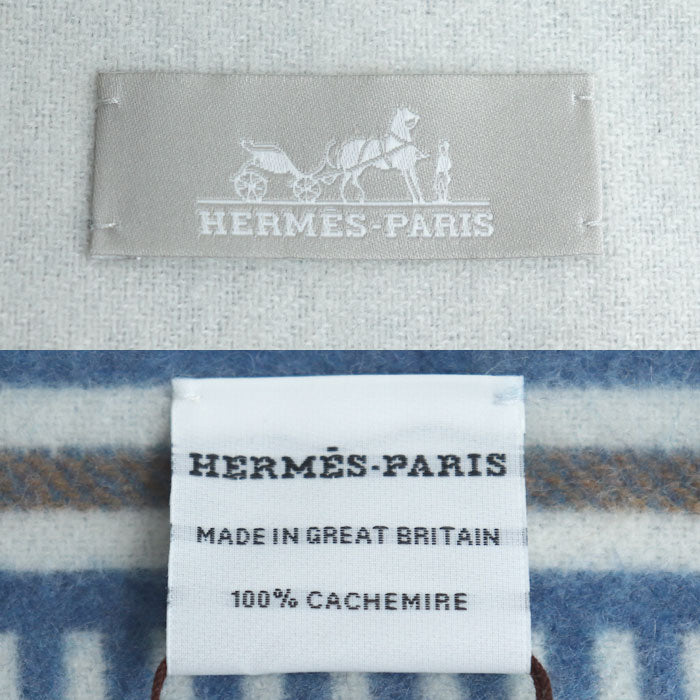 HERMÈS-PARIS
HERMÈS-PARIS
MADE IN GREAT BRITAIN
100% CACHEMIRE